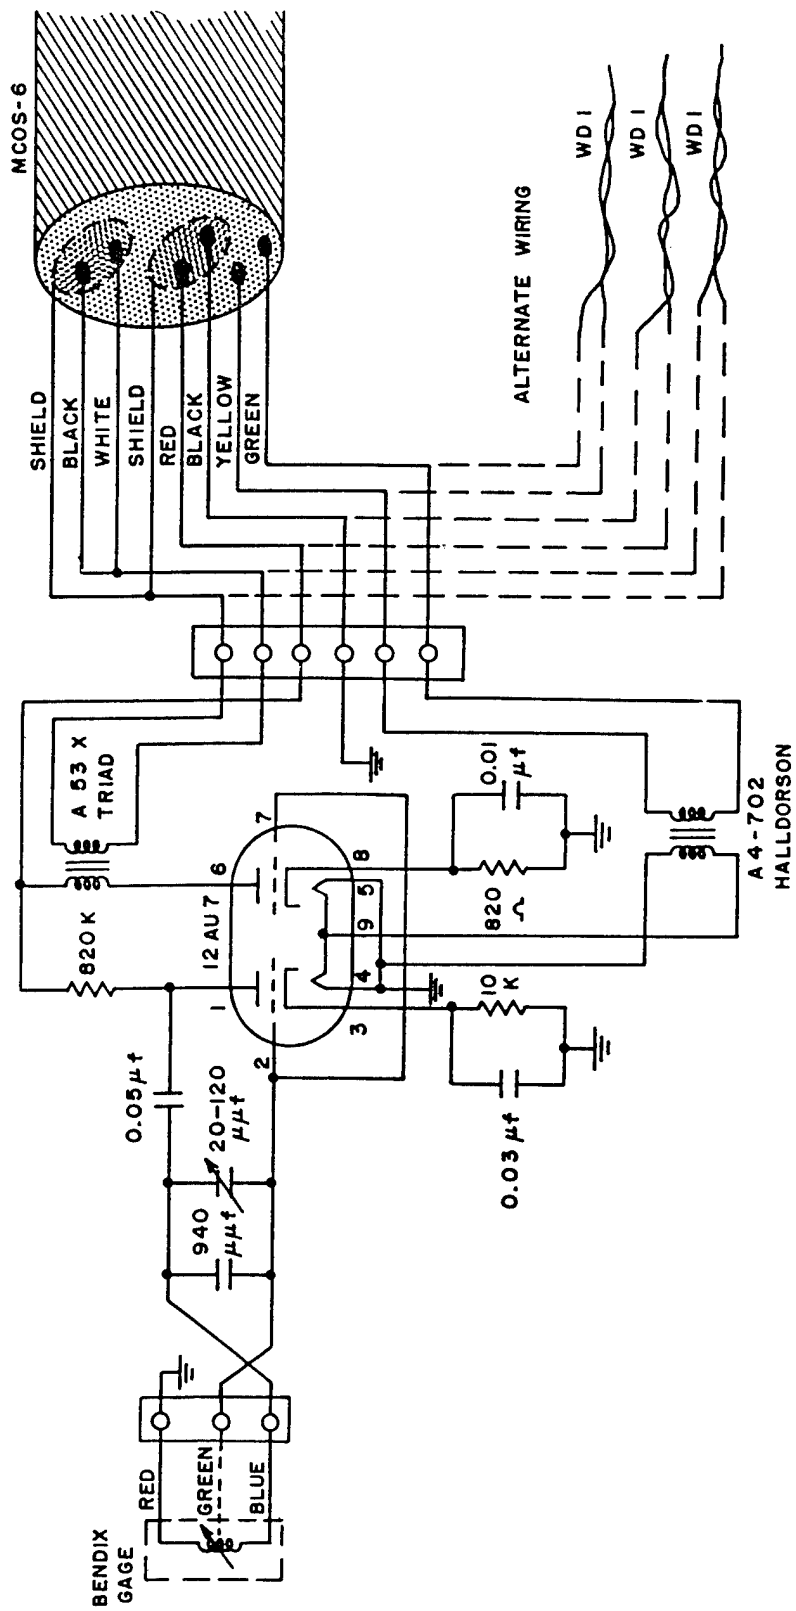 BENDIX
GAGE
RED
GREEN
BLUE
940
μμf
20-120
μμf
0.05 μf
820 K
A 53 X
TRIAD
12 AU 7
1
6
2
7
3
4
9
5
8
0.03 μf
10
K
820
Ω
0.01
μf
A 4-702
HALLDORSON
SHIELD
BLACK
WHITE
SHIELD
RED
BLACK
YELLOW
GREEN
MCOS-6
ALTERNATE WIRING
WD 1
WD 1
WD 1